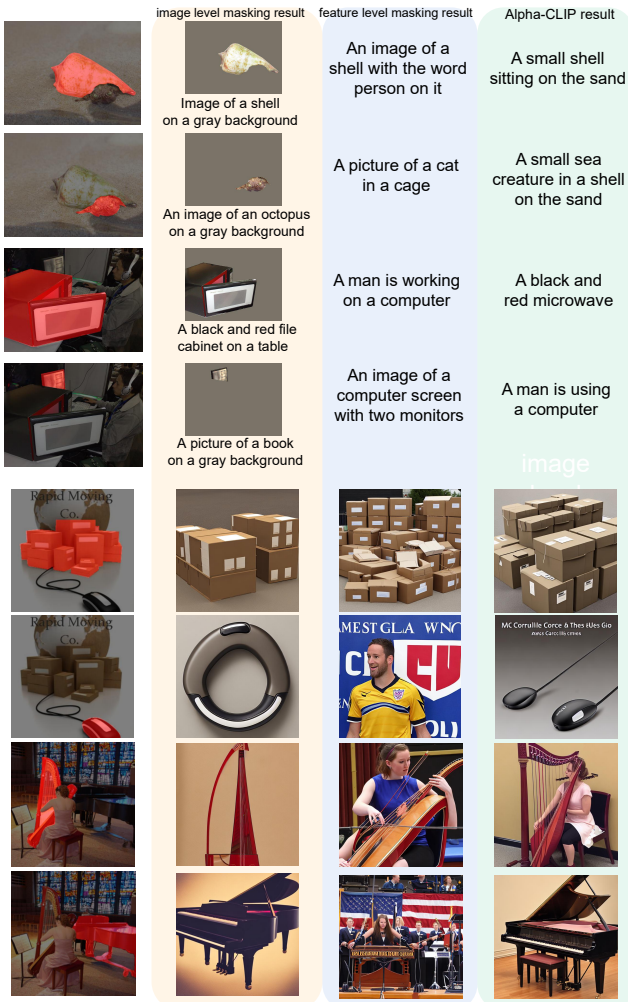 image level masking result
feature level masking result
Alpha-CLIP result
Image of a shell
on a gray background
An image of a
shell with the word
person on it
A small shell
sitting on the sand
An image of an octopus
on a gray background
A picture of a cat
in a cage
A small sea
creature in a shell
on the sand
A black and red file
cabinet on a table
A man is working
on a computer
A black and
red microwave
A picture of a book
on a gray background
An image of a
computer screen
with two monitors
A man is using
a computer
image
Rapid Moving
Co.
Rapid Moving
Co.